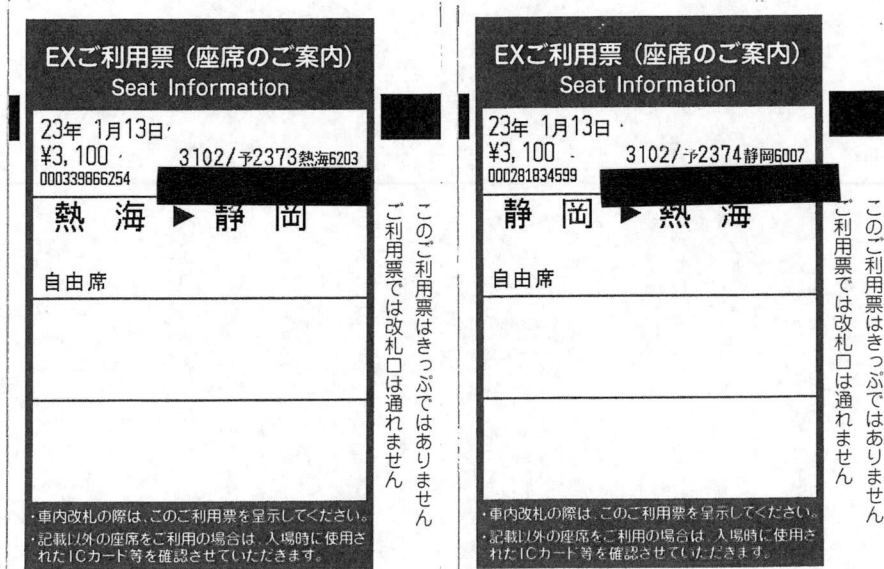 EXご利用票（座席のご案内）
Seat Information
23年 1月13日
¥3,100 3102/予2373熱海6203
000339866254
熱 海 ▶ 静 岡
自由席
・車内改札の際は、このご利用票を呈示してください。
・記載以外の座席をご利用の場合は、入場時に使用さ
れたICカード等を確認させていただきます。
このご利用票はきっぷではありません
ご利用票では改札口は通れません
EXご利用票（座席のご案内）
Seat Information
23年 1月13日
¥3,100 3102/予2374静岡6007
000281834599
静 岡 ▶ 熱 海
自由席
・車内改札の際は、このご利用票を呈示してください。
・記載以外の座席をご利用の場合は、入場時に使用さ
れたICカード等を確認させていただきます。
このご利用票はきっぷではありません
ご利用票では改札口は通れません